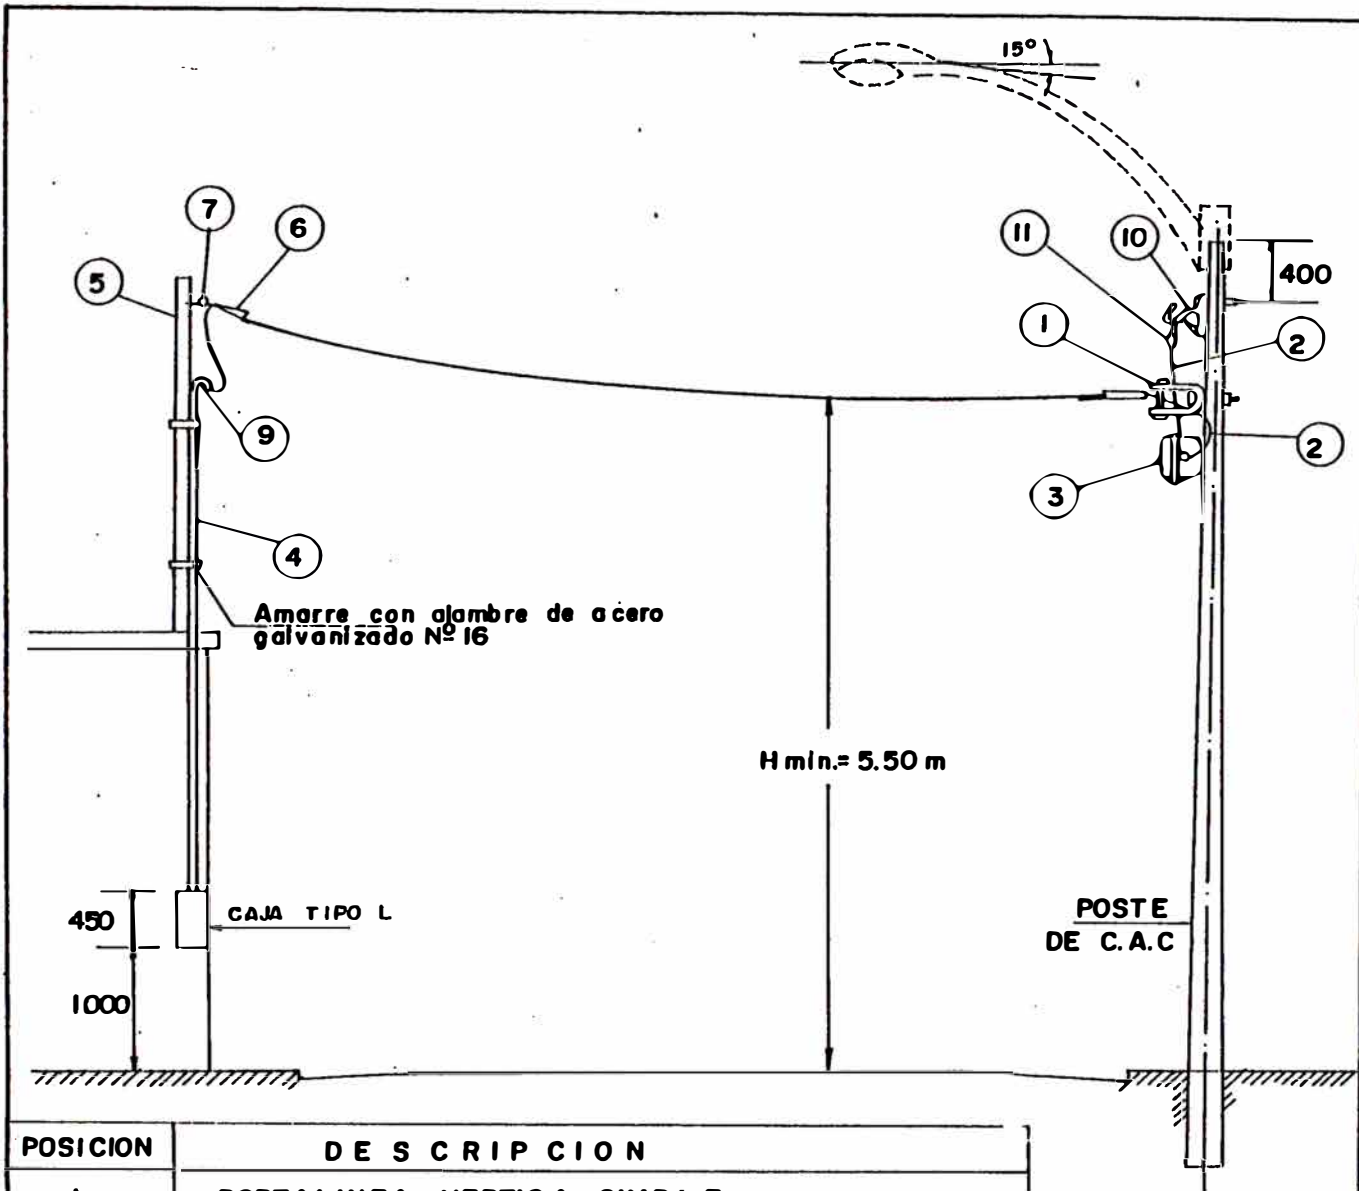 15°
7
6
11
10
5
400
1
2
9
2
3
4
Amarre con alambre de acero
galvanizado Nº 16
H min.= 5.50 m
450
CAJA TIPO L
POSTE
DE C.A.C
1000
POSICION
DESCRIPCION